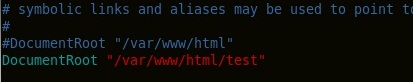 # symbolic links and aliases may be used to point to
#
#DocumentRoot "/var/www/html"
DocumentRoot "/var/www/html/test"